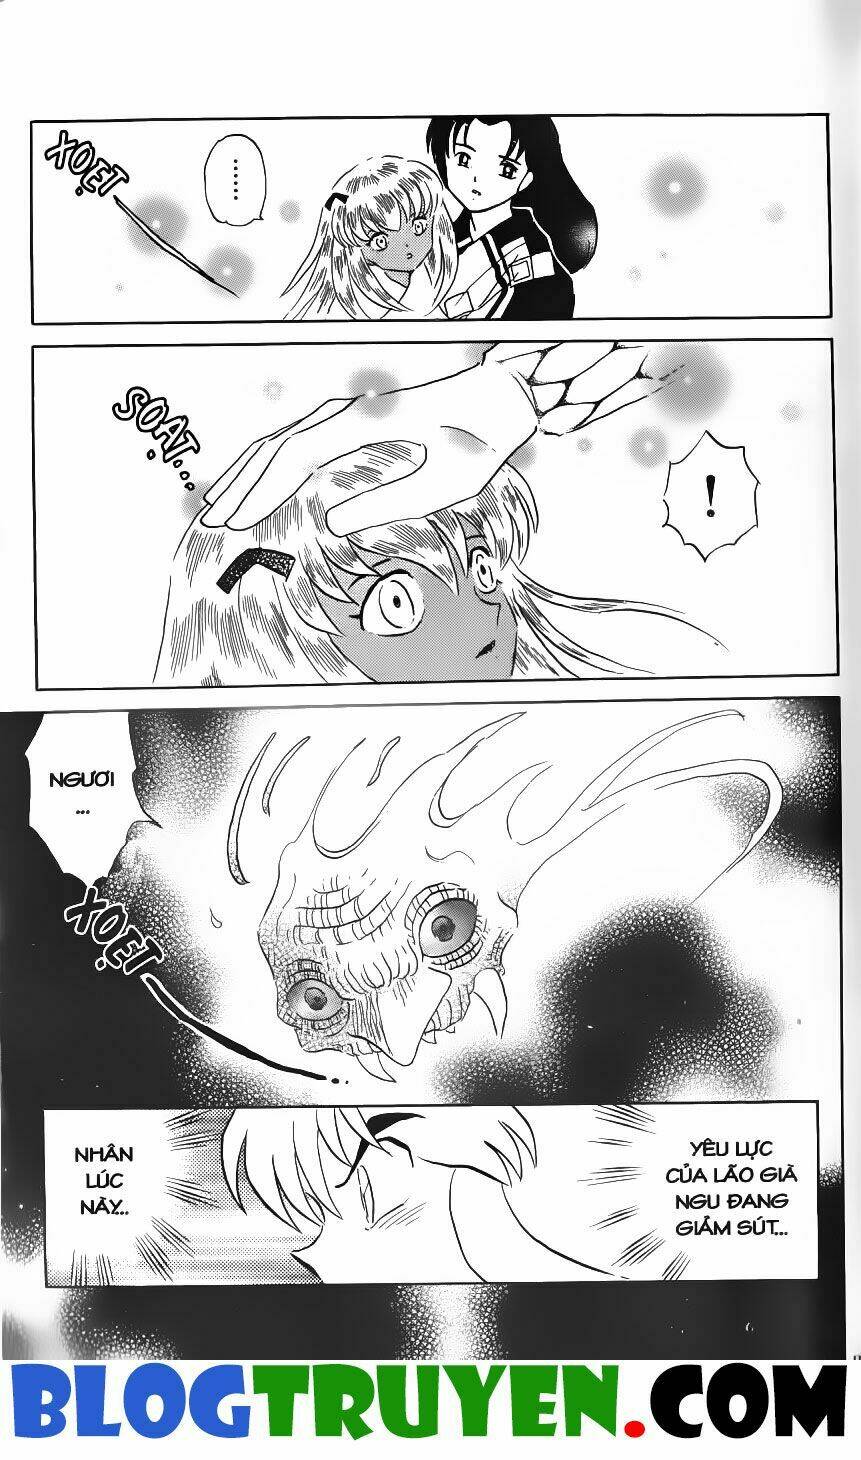 XOẸT
......
SOẠT...
!
NGƯƠI
...
XOẸT
YÊU LỰC
CỦA LÃO GIÀ
NGU ĐANG
GIẢM SÚT...
NHÂN
LÚC
NÀY...
BLOGTRUYEN.COM